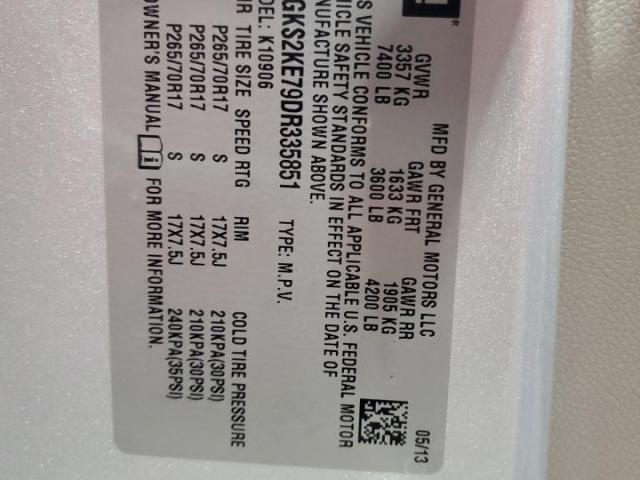 MFD BY GENERAL MOTORS LLC 05/13
GVWR GAWR FRT GAWR RR
3357 KG 1633 KG 1905 KG
7400 LB 3600 LB 4200 LB
S VEHICLE CONFORMS TO ALL APPLICABLE U.S. FEDERAL MOTOR
HICLE SAFETY STANDARDS IN EFFECT ON THE DATE OF
NUFACTURE SHOWN ABOVE.
GKS2KE79DR335851 TYPE: M.P.V.
DEL: K10906
TIRE SIZE SPEED RTG RIM COLD TIRE PRESSURE
P265/70R17 S 17X7.5J 210KPA(30PSI)
P265/70R17 S 17X7.5J 210KPA(30PSI)
P265/70R17 S 17X7.5J 240KPA(35PSI)
OWNER'S MANUAL i FOR MORE INFORMATION.